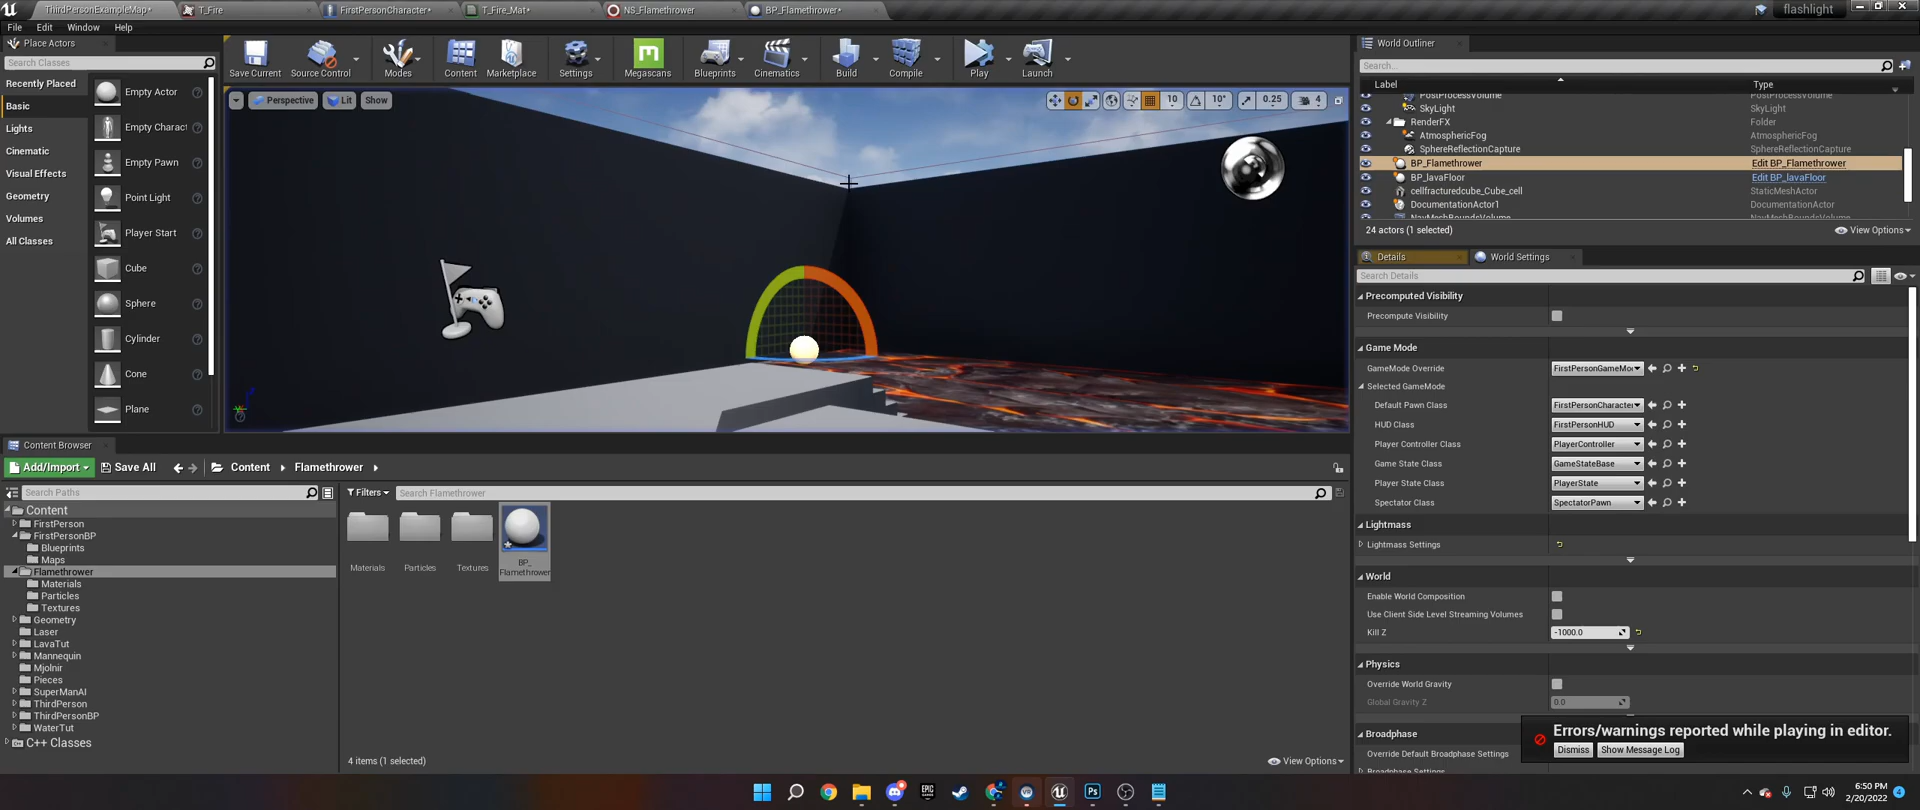 ThirdPersonExampleMap*
T_Fire
FirstPersonCharacter*
T_Fire_Mat*
NS_Flamethrower
BP_Flamethrower*
flashlight
File Edit Window Help
Place Actors
Search Classes
Recently Placed
Basic
Lights
Cinematic
Visual Effects
Geometry
Volumes
All Classes
Empty Actor
Empty Charact
Empty Pawn
Point Light
Player Start
Cube
Sphere
Cylinder
Cone
Plane
Save Current
Source Control
Modes
Content
Marketplace
Settings
Megascans
Blueprints
Cinematics
Build
Compile
Play
Launch
Perspective
Lit
Show
10
10°
0.25
4
World Outliner
Search...
Label Type
PostProcessVolume PostProcessVolume
SkyLight SkyLight
RenderFX Folder
AtmosphericFog AtmosphericFog
SphereReflectionCapture SphereReflectionCapture
BP_Flamethrower Edit BP_Flamethrower
BP_lavaFloor Edit BP_lavaFloor
cellfracturedcube_Cube_cell StaticMeshActor
DocumentationActor1 DocumentationActor
NavMeshBoundsVolume NavMeshBoundsVolume
24 actors (1 selected)
View Options
Details
World Settings
Search Details
Precomputed Visibility
Precompute Visibility
Game Mode
GameMode Override FirstPersonGameMo
Selected GameMode
Default Pawn Class FirstPersonCharacter
HUD Class FirstPersonHUD
Player Controller Class PlayerController
Game State Class GameStateBase
Player State Class PlayerState
Spectator Class SpectatorPawn
Lightmass
Lightmass Settings
World
Enable World Composition
Use Client Side Level Streaming Volumes
Kill Z -1000.0
Physics
Override World Gravity
Global Gravity Z 0.0
Broadphase
Override Default Broadphase Settings
Broadphase Settings
Errors/warnings reported while playing in editor.
Dismiss
Show Message Log
Content Browser
Add/Import
Save All
Content
Flamethrower
Search Paths
Filters
Search Flamethrower
Content
FirstPerson
FirstPersonBP
Blueprints
Maps
Flamethrower
Materials
Particles
Textures
Geometry
Laser
LavaTut
Mannequin
Mjolnir
Pieces
SuperManAI
ThirdPerson
ThirdPersonBP
WaterTut
C++ Classes
Materials
Particles
Textures
BP_
Flamethrower
4 items (1 selected)
View Options
6:50 PM
2/20/2022